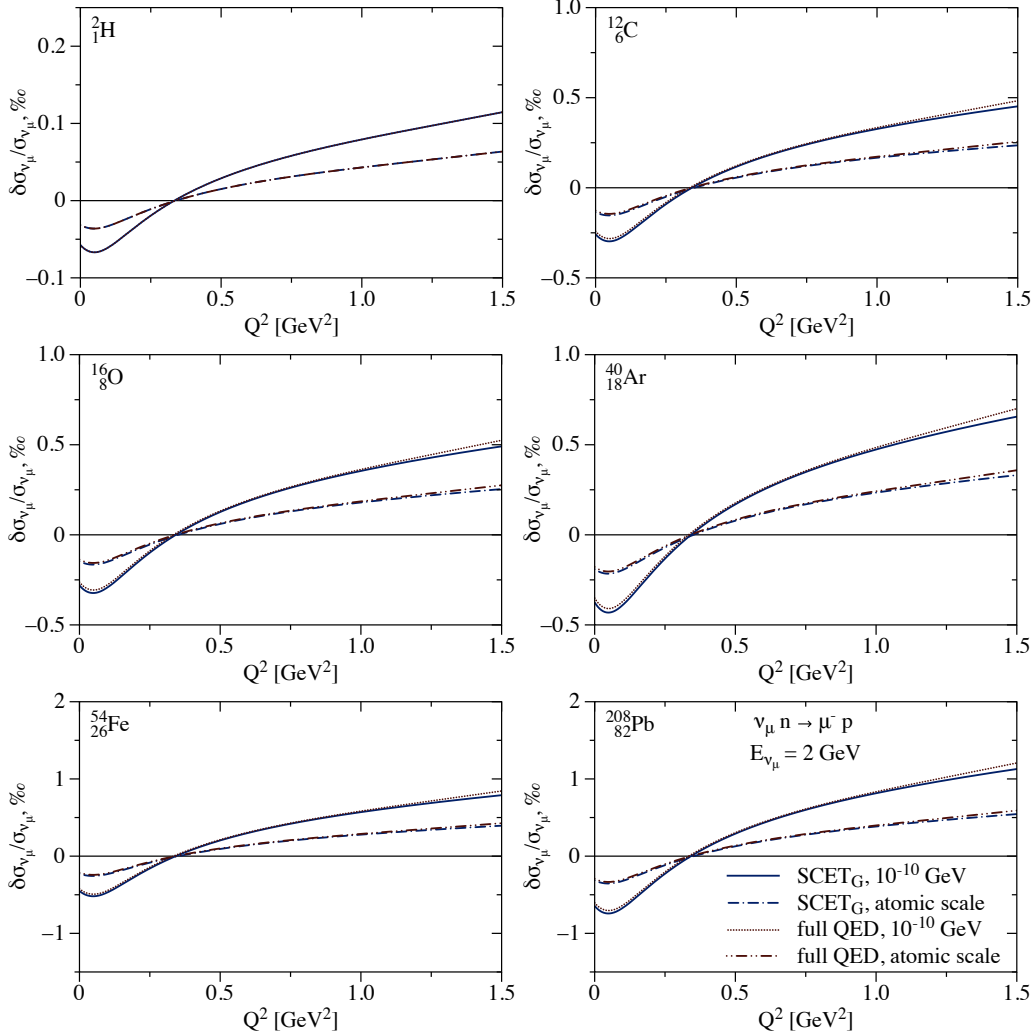 ²₁H
0.2
0.1
0
−0.1
δσ_νμ/σ_νμ, ‰
0 0.5 1.0 1.5
Q² [GeV²]
¹²₆C
1.0
0.5
0
−0.5
δσ_νμ/σ_νμ, ‰
0 0.5 1.0 1.5
Q² [GeV²]
¹⁶₈O
1.0
0.5
0
−0.5
δσ_νμ/σ_νμ, ‰
0 0.5 1.0 1.5
Q² [GeV²]
⁴⁰₁₈Ar
1.0
0.5
0
−0.5
δσ_νμ/σ_νμ, ‰
0 0.5 1.0 1.5
Q² [GeV²]
⁵⁴₂₆Fe
2
1
0
−1
δσ_νμ/σ_νμ, ‰
0 0.5 1.0 1.5
Q² [GeV²]
²⁰⁸₈₂Pb
ν_μ n → μ⁻ p
E_νμ = 2 GeV
2
1
0
−1
δσ_νμ/σ_νμ, ‰
SCET_G, 10⁻¹⁰ GeV
SCET_G, atomic scale
full QED, 10⁻¹⁰ GeV
full QED, atomic scale
0 0.5 1.0 1.5
Q² [GeV²]